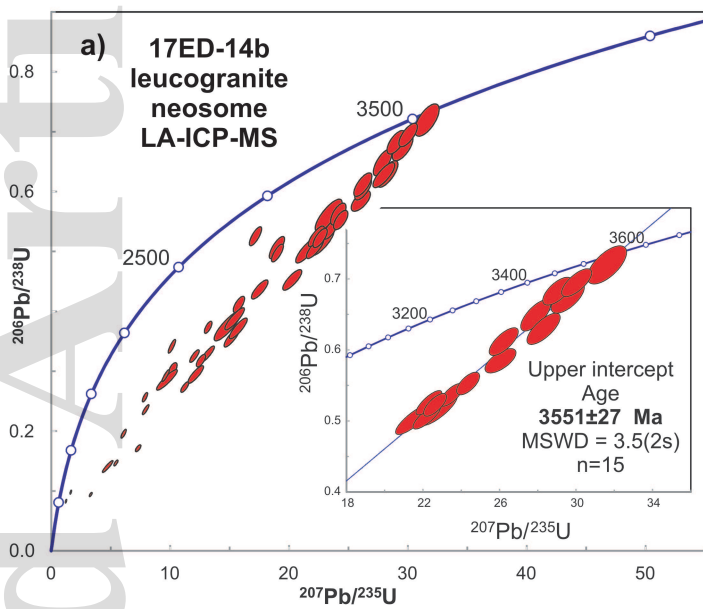 a)
17ED-14b
leucogranite
neosome
LA-ICP-MS
3500
2500
0.8
0.6
0.2
0.0
206Pb/238U
0
10
20
30
40
50
207Pb/235U
3600
3400
3200
0.7
0.6
0.5
0.4
206Pb/238U
Upper intercept
Age
3551±27 Ma
MSWD = 3.5(2s)
n=15
18
22
26
30
34
207Pb/235U
d Arti